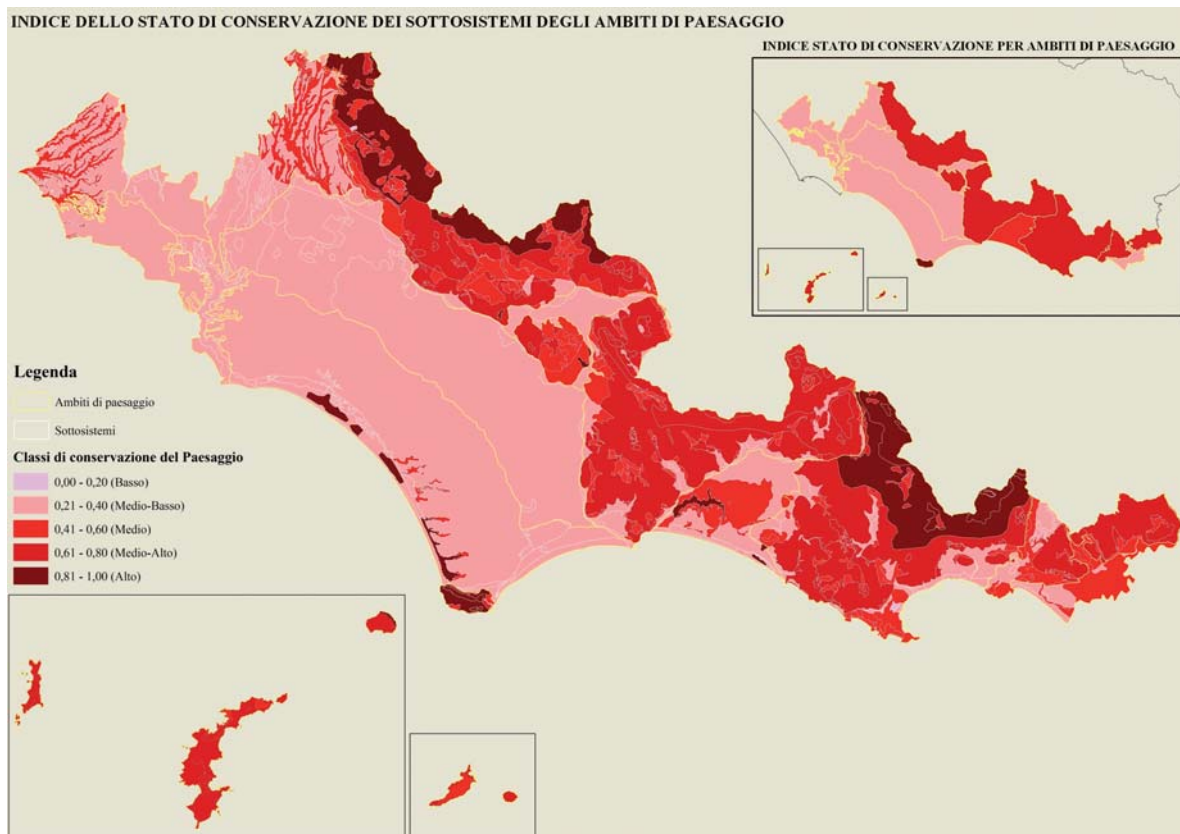 INDICE DELLO STATO DI CONSERVAZIONE DEI SOTTOSISTEMI DEGLI AMBITI DI PAESAGGIO
INDICE STATO DI CONSERVAZIONE PER AMBITI DI PAESAGGIO
Legenda
Ambiti di paesaggio
Sottosistemi
Classi di conservazione del Paesaggio
0,00 - 0,20 (Basso)
0,21 - 0,40 (Medio-Basso)
0,41 - 0,60 (Medio)
0,61 - 0,80 (Medio-Alto)
0,81 - 1,00 (Alto)